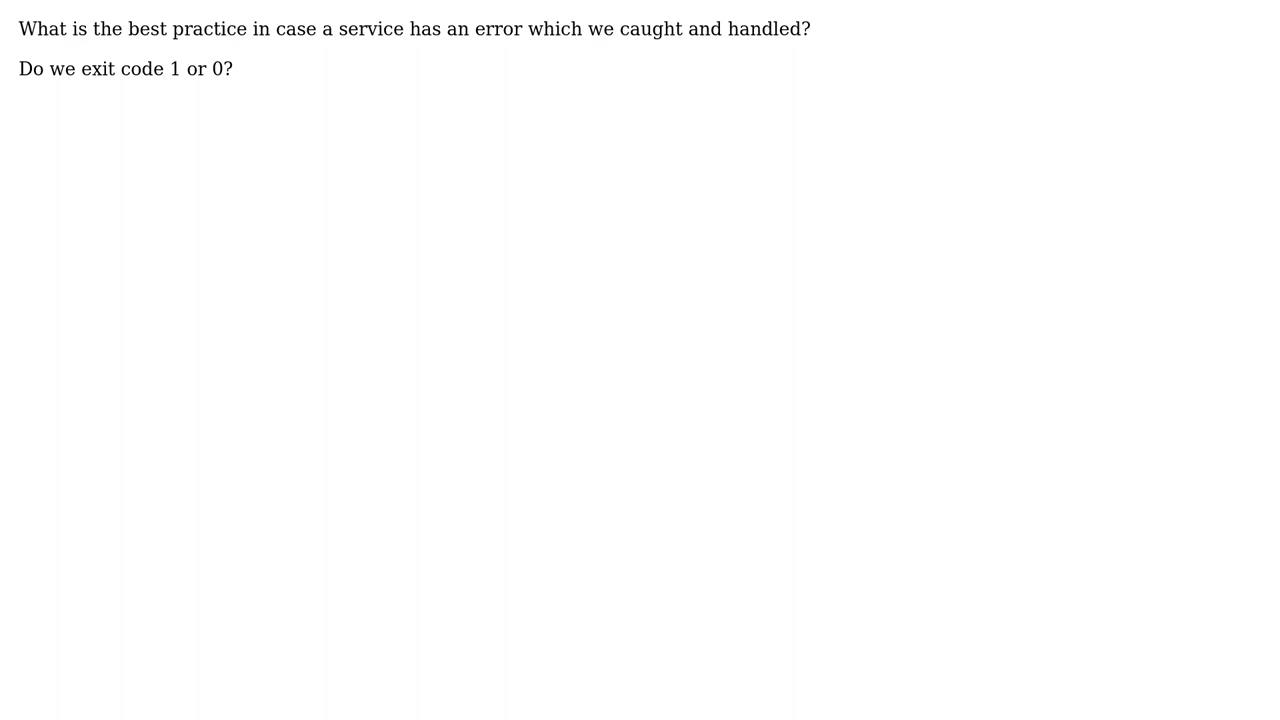 What is the best practice in case a service has an error which we caught and handled?
Do we exit code 1 or 0?